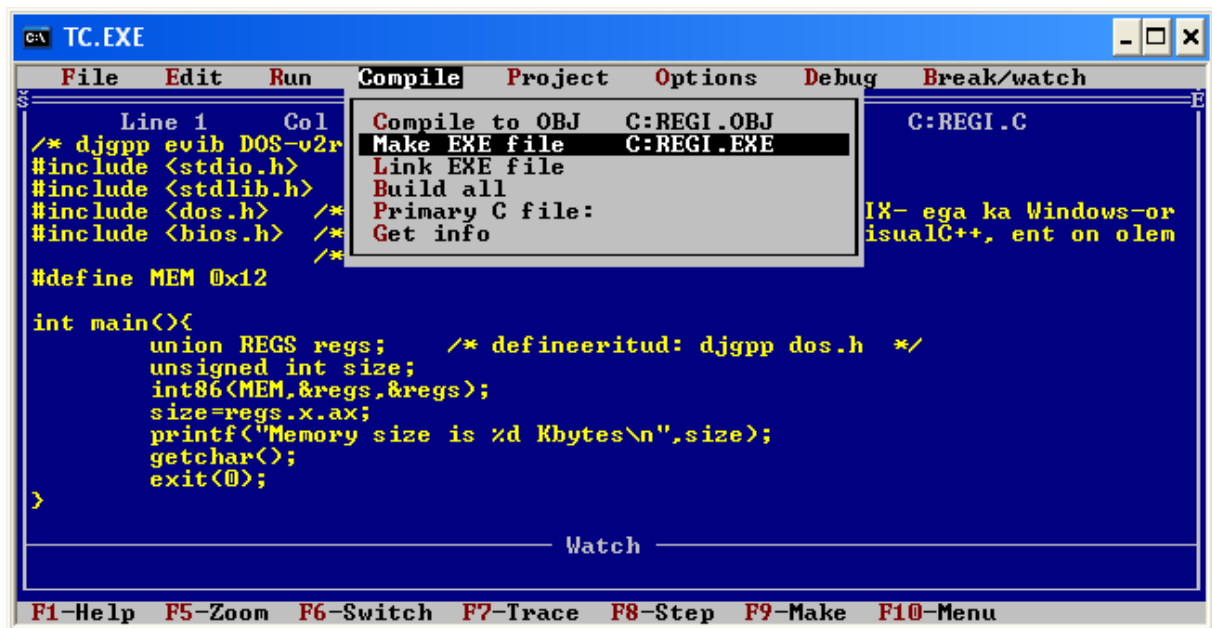 TC.EXE
File Edit Run Compile Project Options Debug Break/watch
Line 1 Col C:REGI.C
Compile to OBJ C:REGI.OBJ
Make EXE file C:REGI.EXE
Link EXE file
Build all
Primary C file:
Get info
/* djgpp evib DOS-v2r
#include <stdio.h>
#include <stdlib.h>
#include <dos.h> /* IX- ega ka Windows-or
#include <bios.h> /* isualC++, ent on olem
/*
#define MEM 0x12
int main(){
union REGS regs; /* defineeritud: djgpp dos.h */
unsigned int size;
int86(MEM,&regs,&regs);
size=regs.x.ax;
printf("Memory size is %d Kbytes\n",size);
getchar();
exit(0);
}
Watch
F1-Help F5-Zoom F6-Switch F7-Trace F8-Step F9-Make F10-Menu